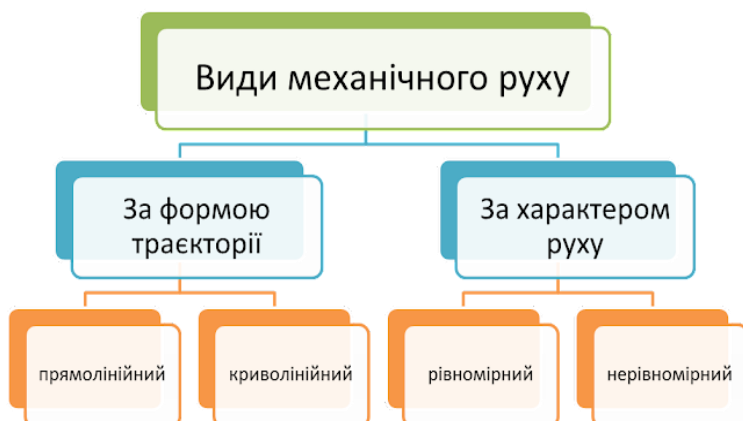 Види механічного руху
За формою
траєкторії
За характером
руху
прямолінійний
криволінійний
рівномірний
нерівномірний